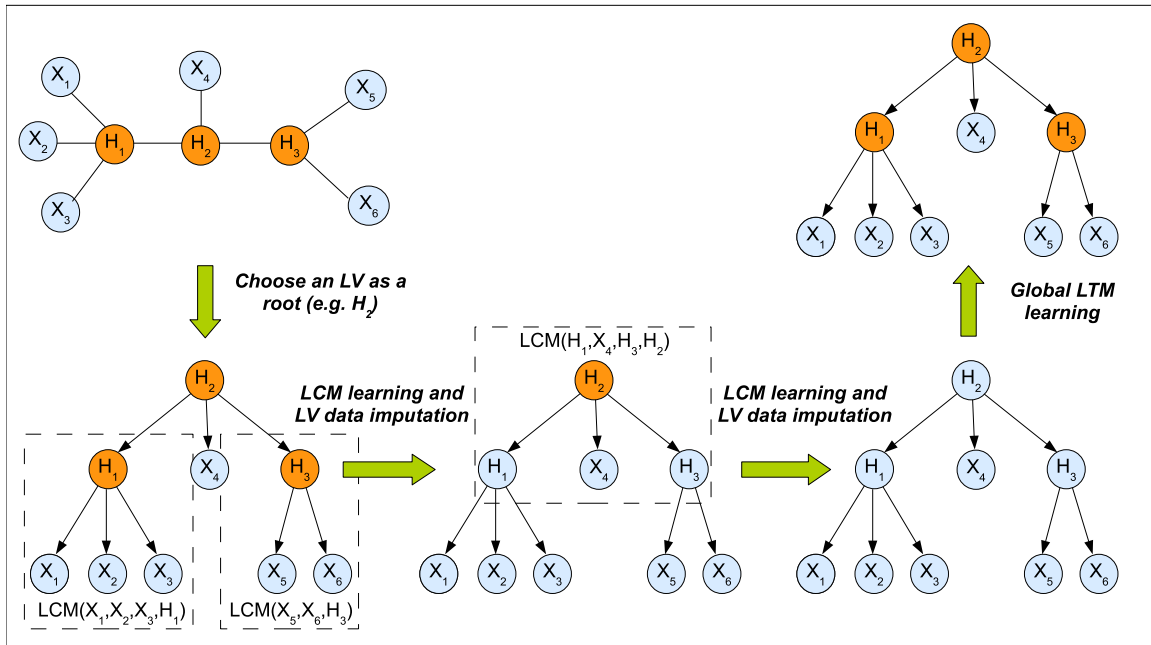 X₁
X₄
X₅
X₂
H₁
H₂
H₃
X₃
X₆
H₂
H₁
X₄
H₃
X₁
X₂
X₃
X₅
X₆
Choose an LV as a
root (e.g. H₂)
Global LTM
learning
H₂
H₁
X₄
H₃
X₁
X₂
X₃
X₅
X₆
LCM(X₁,X₂,X₃,H₁)
LCM(X₅,X₆,H₃)
LCM learning and
LV data imputation
LCM(H₁,X₄,H₃,H₂)
H₂
H₁
X₄
H₃
X₁
X₂
X₃
X₅
X₆
LCM learning and
LV data imputation
H₂
H₁
X₄
H₃
X₁
X₂
X₃
X₅
X₆